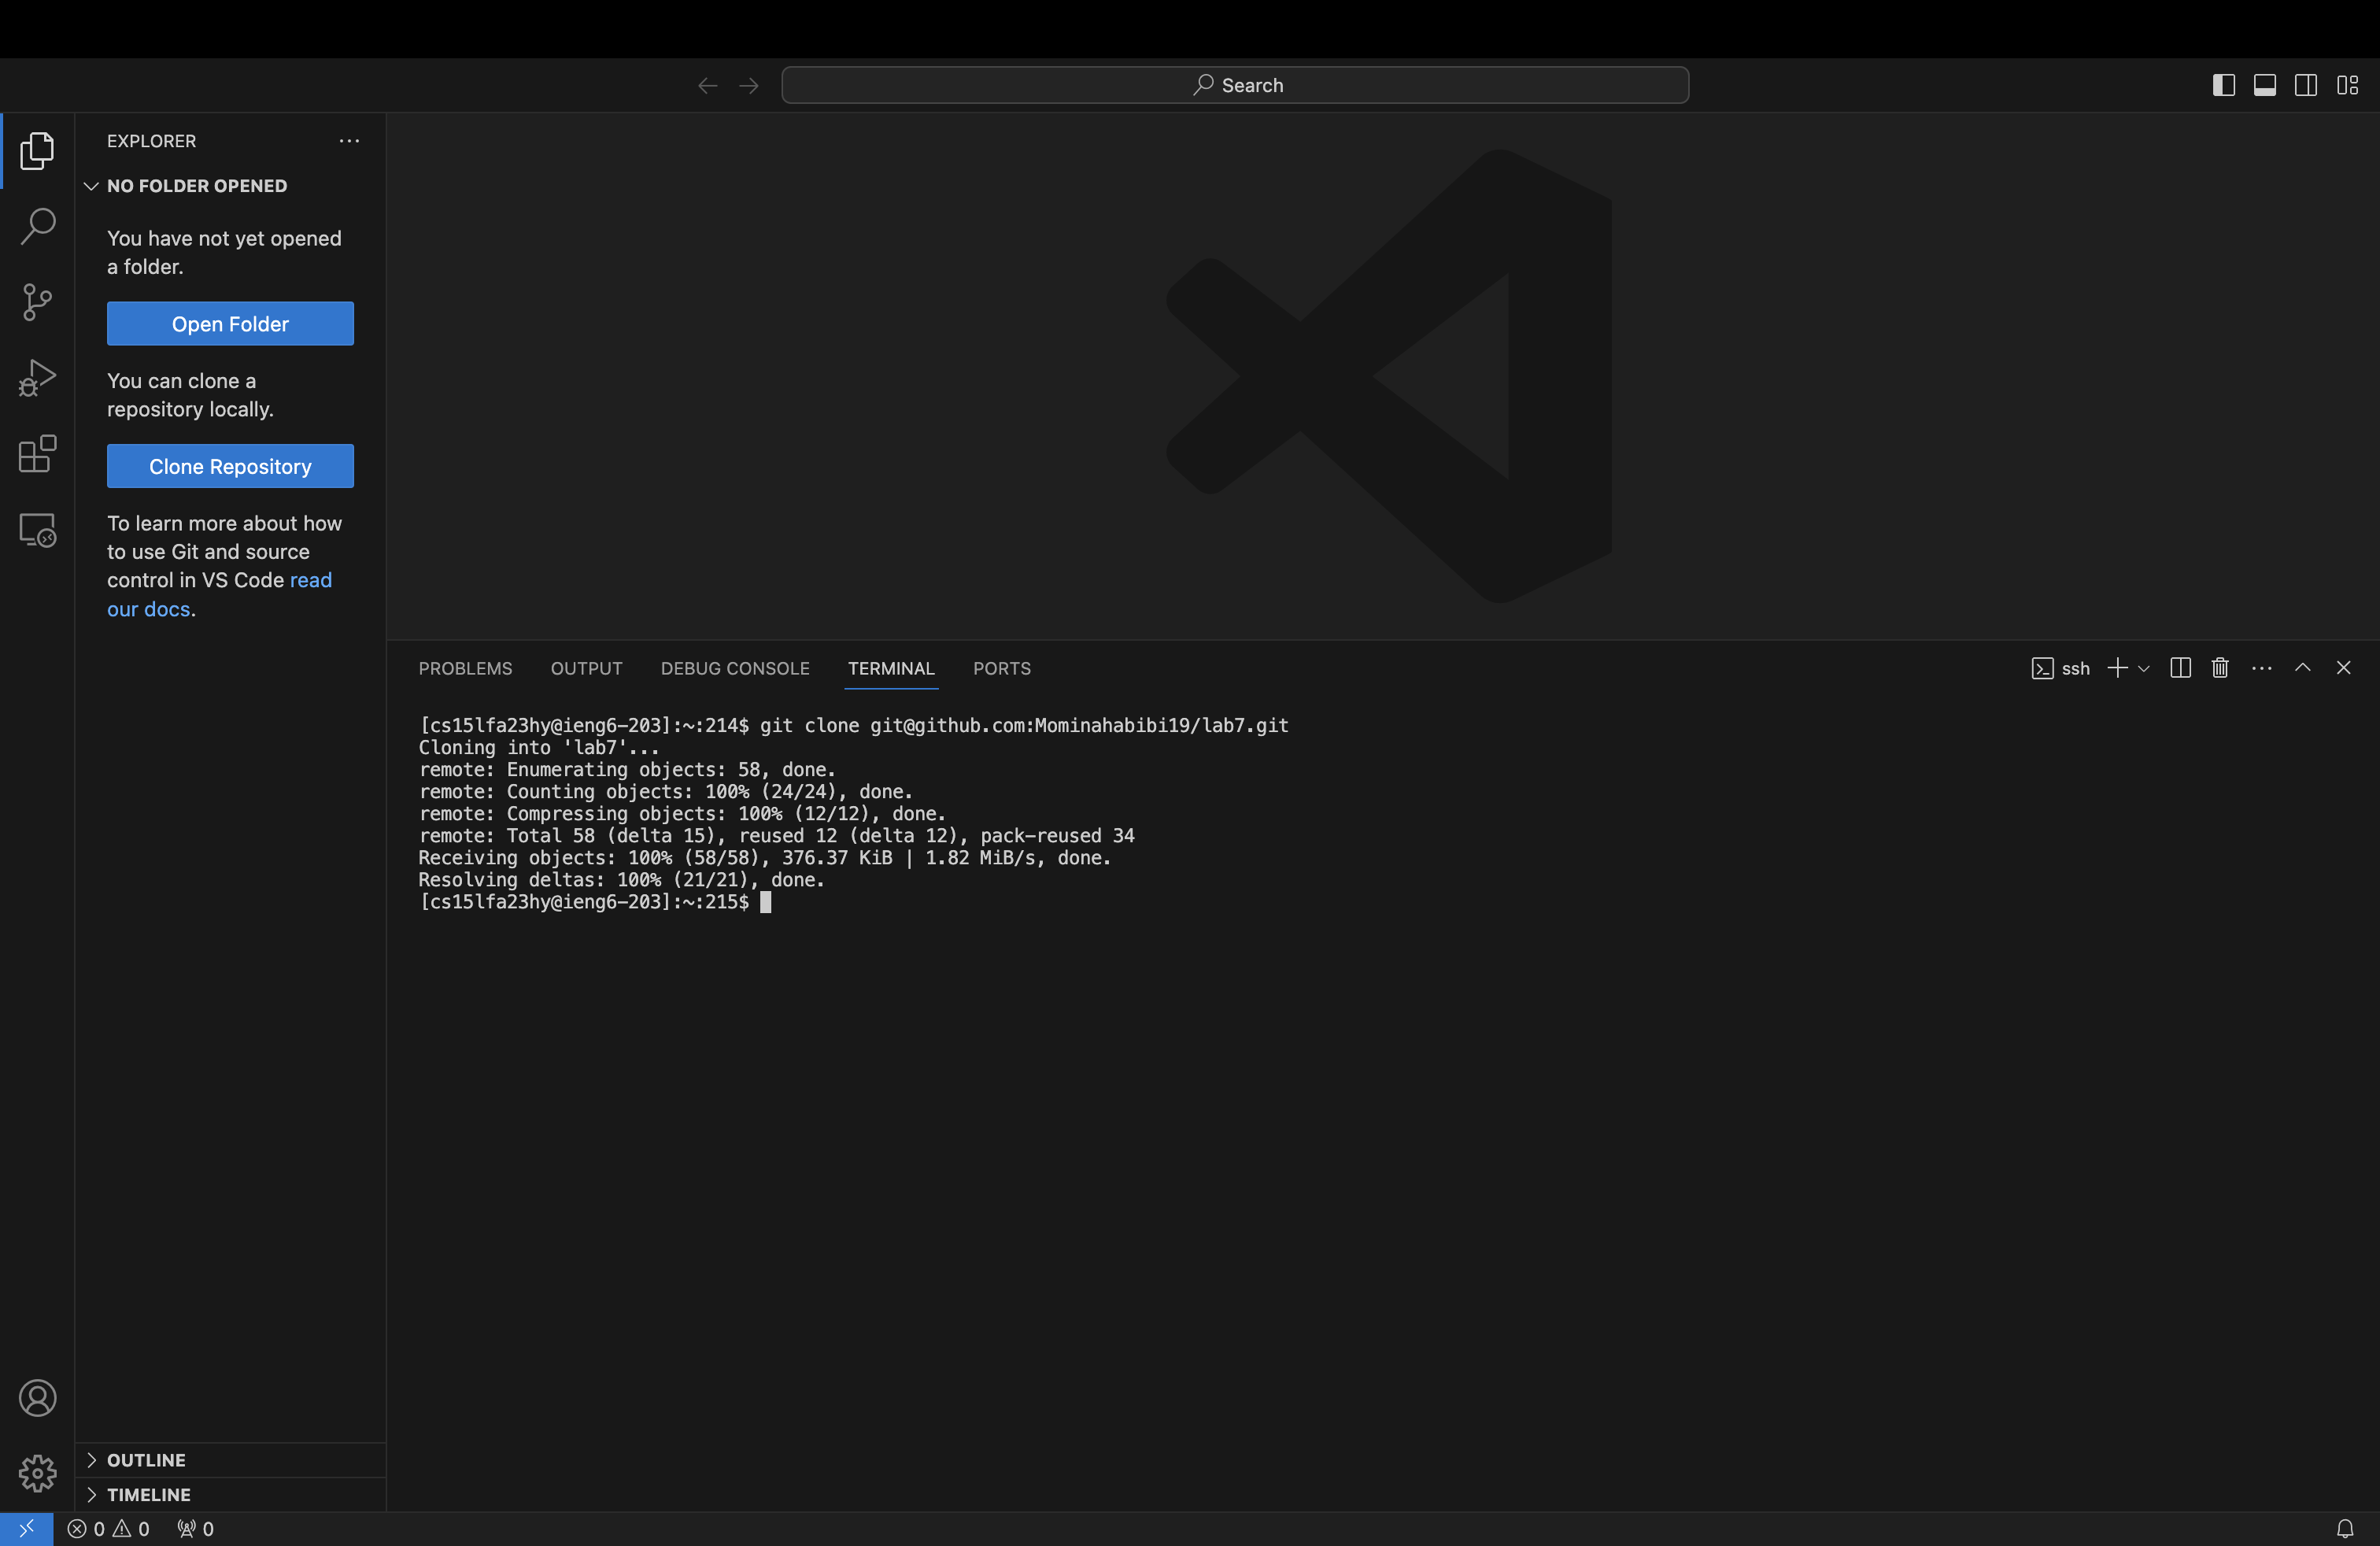 Search
EXPLORER
NO FOLDER OPENED
You have not yet opened
a folder.
Open Folder
You can clone a
repository locally.
Clone Repository
To learn more about how
to use Git and source
control in VS Code read
our docs.
PROBLEMS OUTPUT DEBUG CONSOLE TERMINAL PORTS
ssh
[cs15lfa23hy@ieng6-203]:~:214$ git clone git@github.com:Mominahabibi19/lab7.git
Cloning into 'lab7'...
remote: Enumerating objects: 58, done.
remote: Counting objects: 100% (24/24), done.
remote: Compressing objects: 100% (12/12), done.
remote: Total 58 (delta 15), reused 12 (delta 12), pack-reused 34
Receiving objects: 100% (58/58), 376.37 KiB | 1.82 MiB/s, done.
Resolving deltas: 100% (21/21), done.
[cs15lfa23hy@ieng6-203]:~:215$
OUTLINE
TIMELINE
0 0 0